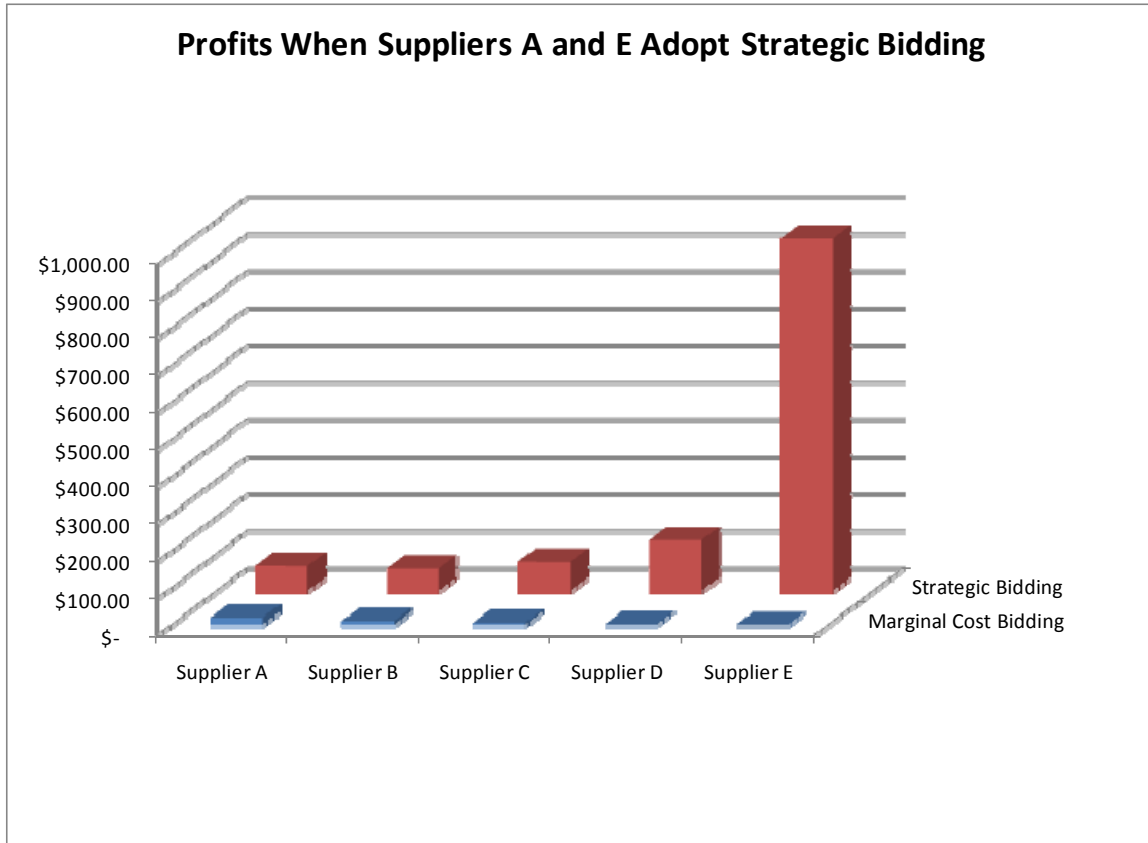 Profits When Suppliers A and E Adopt Strategic Bidding
$1,000.00
$900.00
$800.00
$700.00
$600.00
$500.00
$400.00
$300.00
$200.00
$100.00
$-
Strategic Bidding
Marginal Cost Bidding
Supplier A
Supplier B
Supplier C
Supplier D
Supplier E